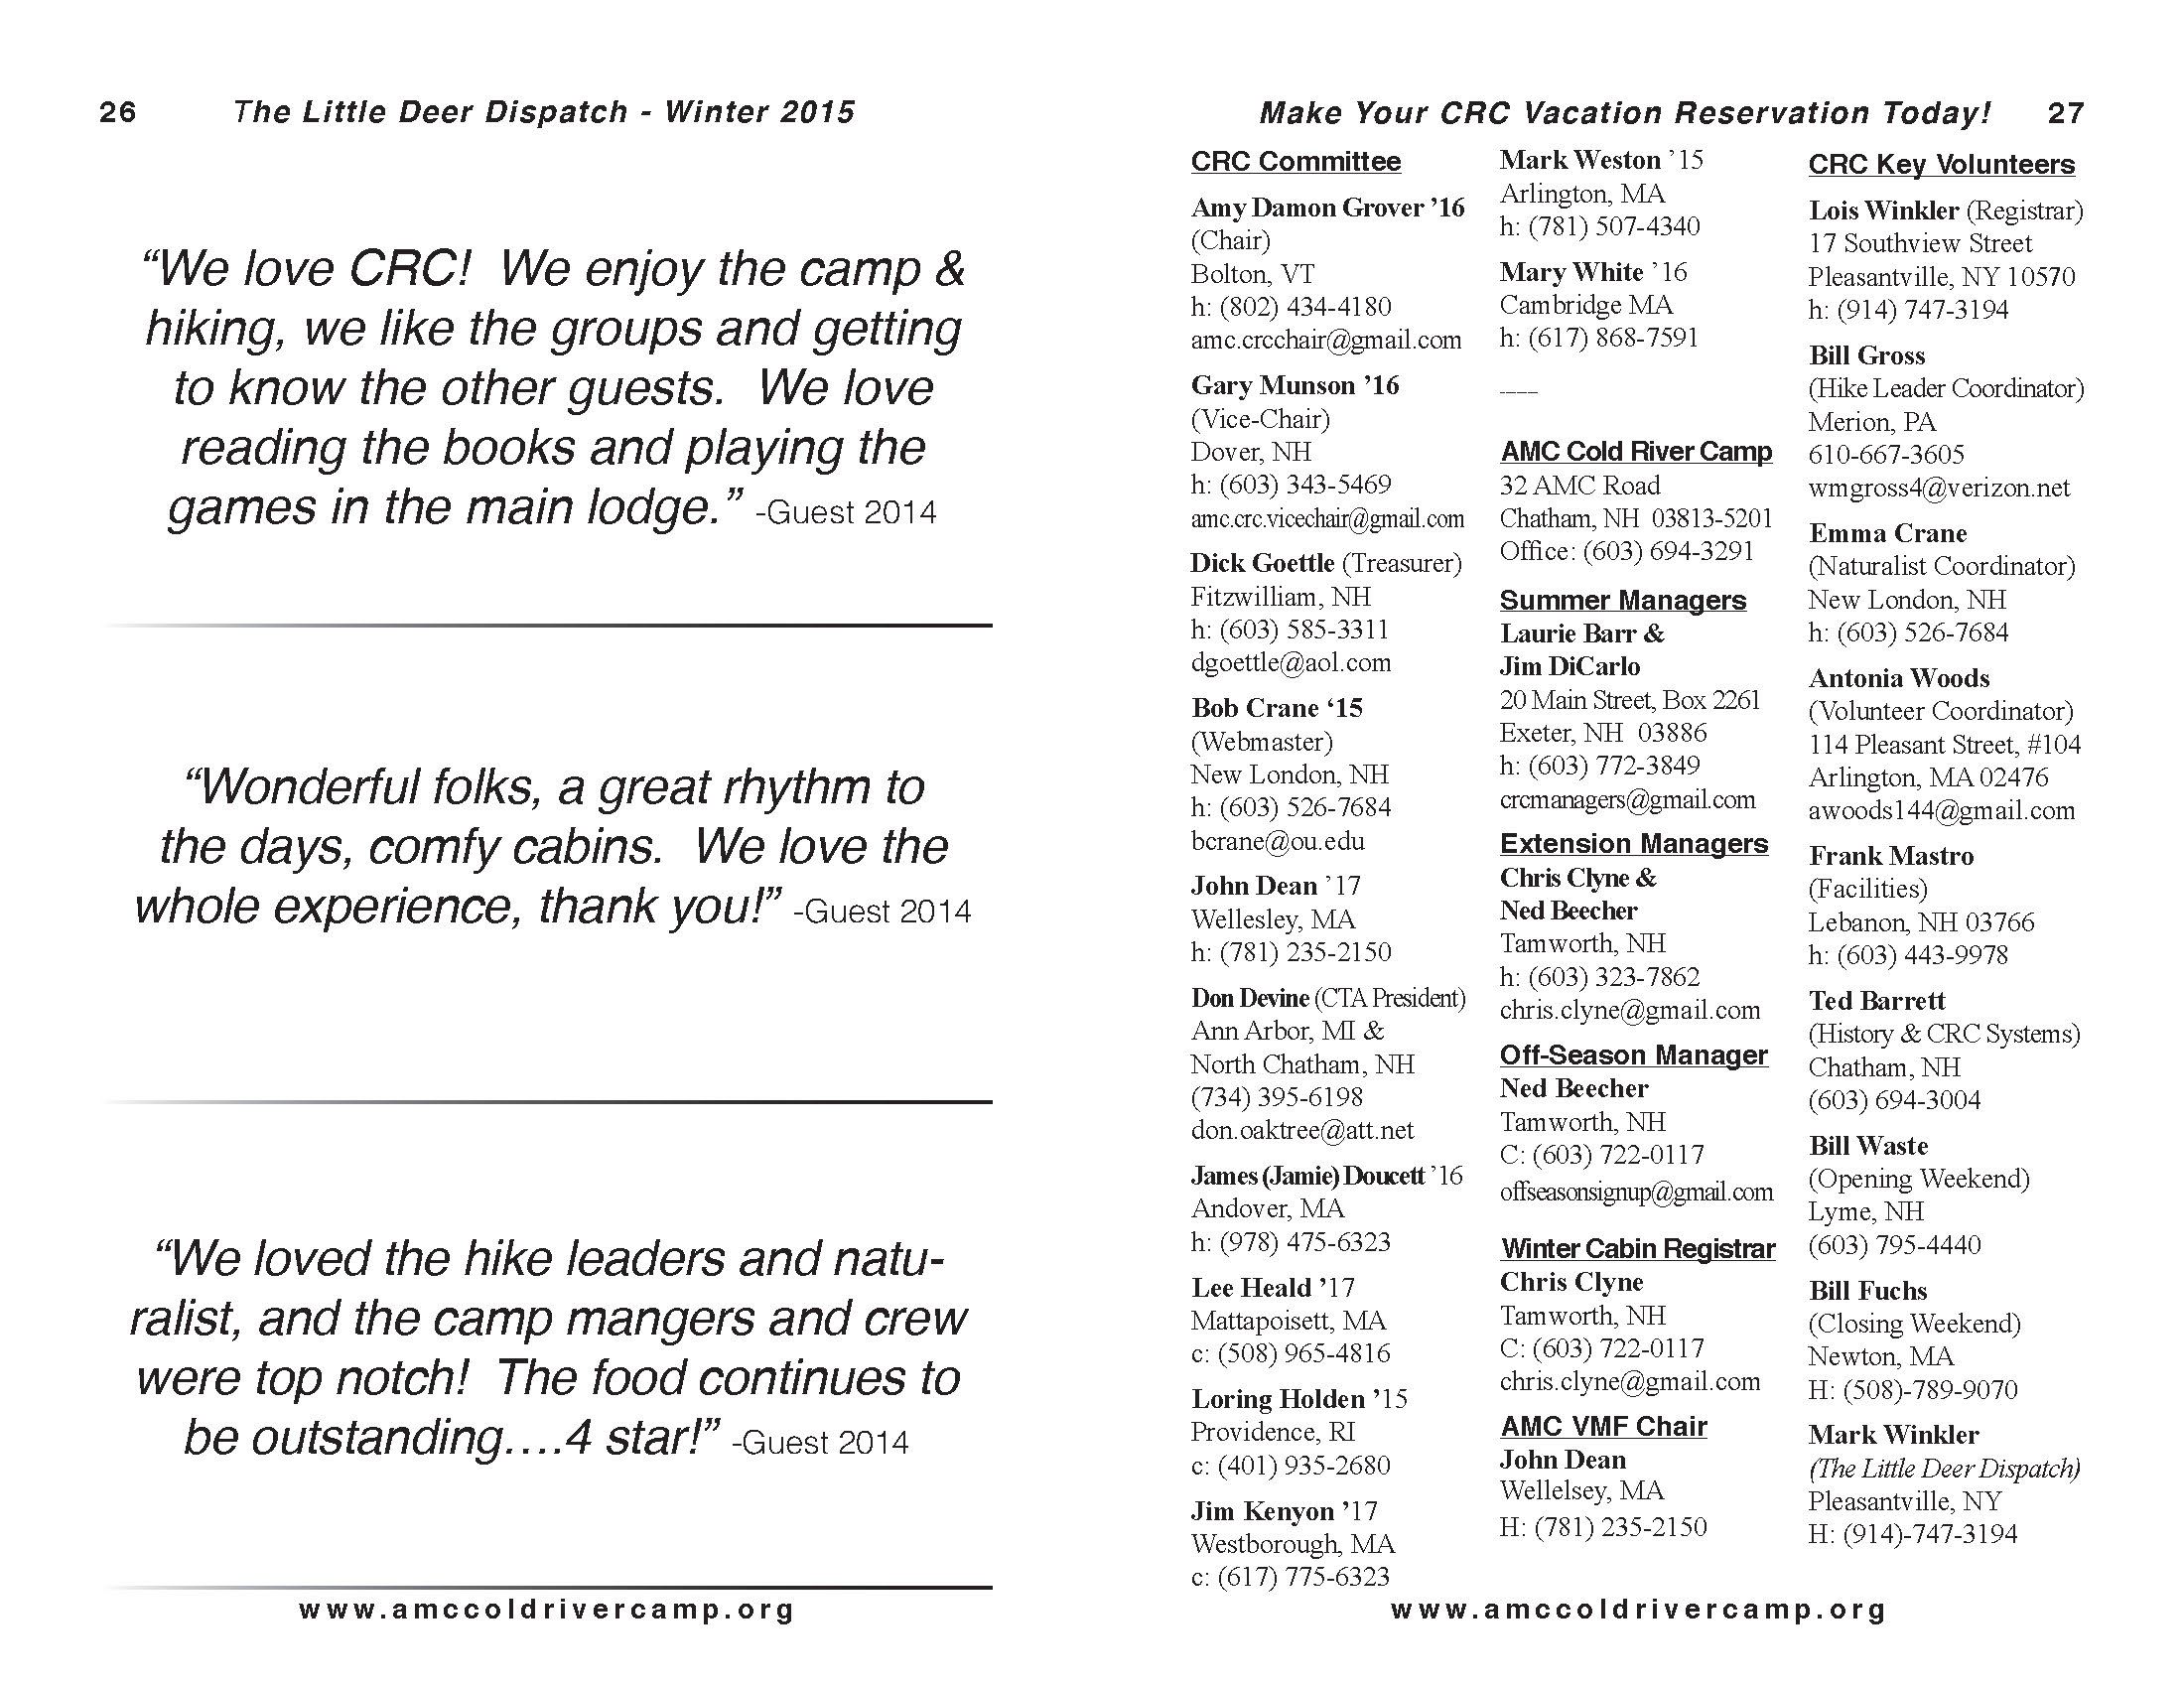 26 The Little Deer Dispatch - Winter 2015
“We love CRC!  We enjoy the camp &
hiking, we like the groups and getting
to know the other guests.  We love
reading the books and playing the
games in the main lodge.” -Guest 2014
“Wonderful folks, a great rhythm to
the days, comfy cabins.  We love the
whole experience, thank you!” -Guest 2014
“We loved the hike leaders and natu-
ralist, and the camp mangers and crew
were top notch!  The food continues to
be outstanding….4 star!” -Guest 2014
www.amccoldrivercamp.org
Make Your CRC Vacation Reservation Today! 27
CRC Committee
Amy Damon Grover ’16
(Chair)
Bolton, VT
h: (802) 434-4180
amc.crcchair@gmail.com
Gary Munson ’16
(Vice-Chair)
Dover, NH
h: (603) 343-5469
amc.crc.vicechair@gmail.com
Dick Goettle (Treasurer)
Fitzwilliam, NH
h: (603) 585-3311
dgoettle@aol.com
Bob Crane ‘15
(Webmaster)
New London, NH
h: (603) 526-7684
bcrane@ou.edu
John Dean ’17
Wellesley, MA
h: (781) 235-2150
Don Devine (CTA President)
Ann Arbor, MI &
North Chatham, NH
(734) 395-6198
don.oaktree@att.net
James (Jamie) Doucett ’16
Andover, MA
h: (978) 475-6323
Lee Heald ’17
Mattapoisett, MA
c: (508) 965-4816
Loring Holden ’15
Providence, RI
c: (401) 935-2680
Jim Kenyon ’17
Westborough, MA
c: (617) 775-6323
Mark Weston ’15
Arlington, MA
h: (781) 507-4340
Mary White ’16
Cambridge MA
h: (617) 868-7591
----
AMC Cold River Camp
32 AMC Road
Chatham, NH  03813-5201
Office: (603) 694-3291
Summer Managers
Laurie Barr &
Jim DiCarlo
20 Main Street, Box 2261
Exeter, NH  03886
h: (603) 772-3849
crcmanagers@gmail.com
Extension Managers
Chris Clyne &
Ned Beecher
Tamworth, NH
h: (603) 323-7862
chris.clyne@gmail.com
Off-Season Manager
Ned Beecher
Tamworth, NH
C: (603) 722-0117
offseasonsignup@gmail.com
Winter Cabin Registrar
Chris Clyne
Tamworth, NH
C: (603) 722-0117
chris.clyne@gmail.com
AMC VMF Chair
John Dean
Wellelsey, MA
H: (781) 235-2150
CRC Key Volunteers
Lois Winkler (Registrar)
17 Southview Street
Pleasantville, NY 10570
h: (914) 747-3194
Bill Gross
(Hike Leader Coordinator)
Merion, PA
610-667-3605
wmgross4@verizon.net
Emma Crane
(Naturalist Coordinator)
New London, NH
h: (603) 526-7684
Antonia Woods
(Volunteer Coordinator)
114 Pleasant Street, #104
Arlington, MA 02476
awoods144@gmail.com
Frank Mastro
(Facilities)
Lebanon, NH 03766
h: (603) 443-9978
Ted Barrett
(History & CRC Systems)
Chatham, NH
(603) 694-3004
Bill Waste
(Opening Weekend)
Lyme, NH
(603) 795-4440
Bill Fuchs
(Closing Weekend)
Newton, MA
H: (508)-789-9070
Mark Winkler
(The Little Deer Dispatch)
Pleasantville, NY
H: (914)-747-3194
www.amccoldrivercamp.org